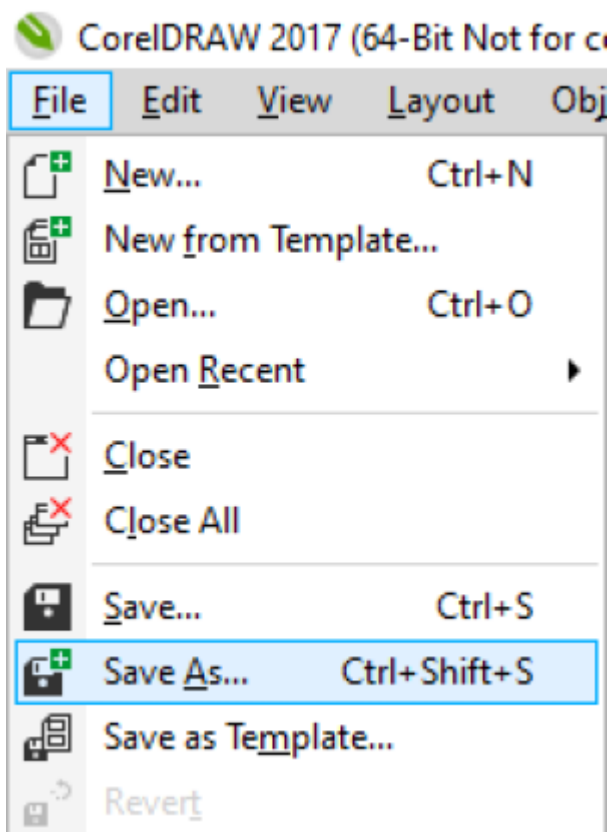 CorelDRAW 2017 (64-Bit Not for
File Edit View Layout
New... Ctrl+N
New from Template...
Open... Ctrl+O
Open Recent
Close
Close All
Save... Ctrl+S
Save As... Ctrl+Shift+S
Save as Template...
Revert